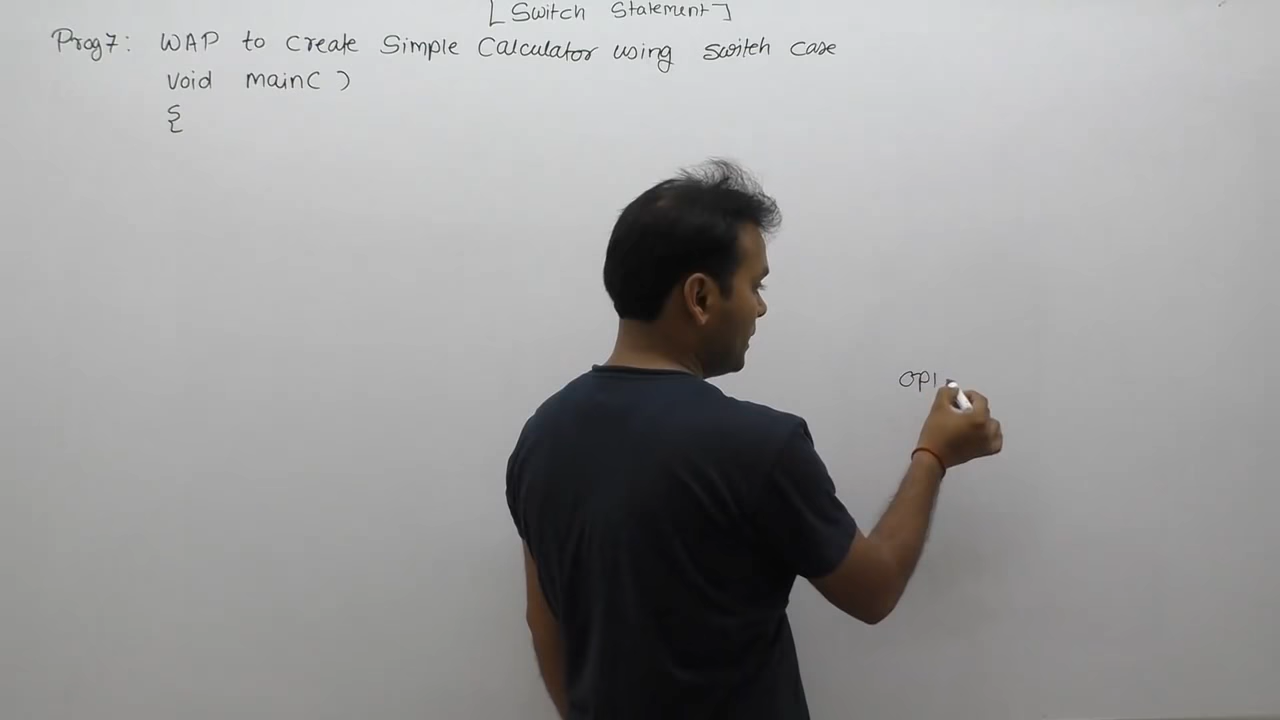 [Switch Statement]
Prog7: WAP to Create Simple Calculator using switch case
void main( )
{
OP1